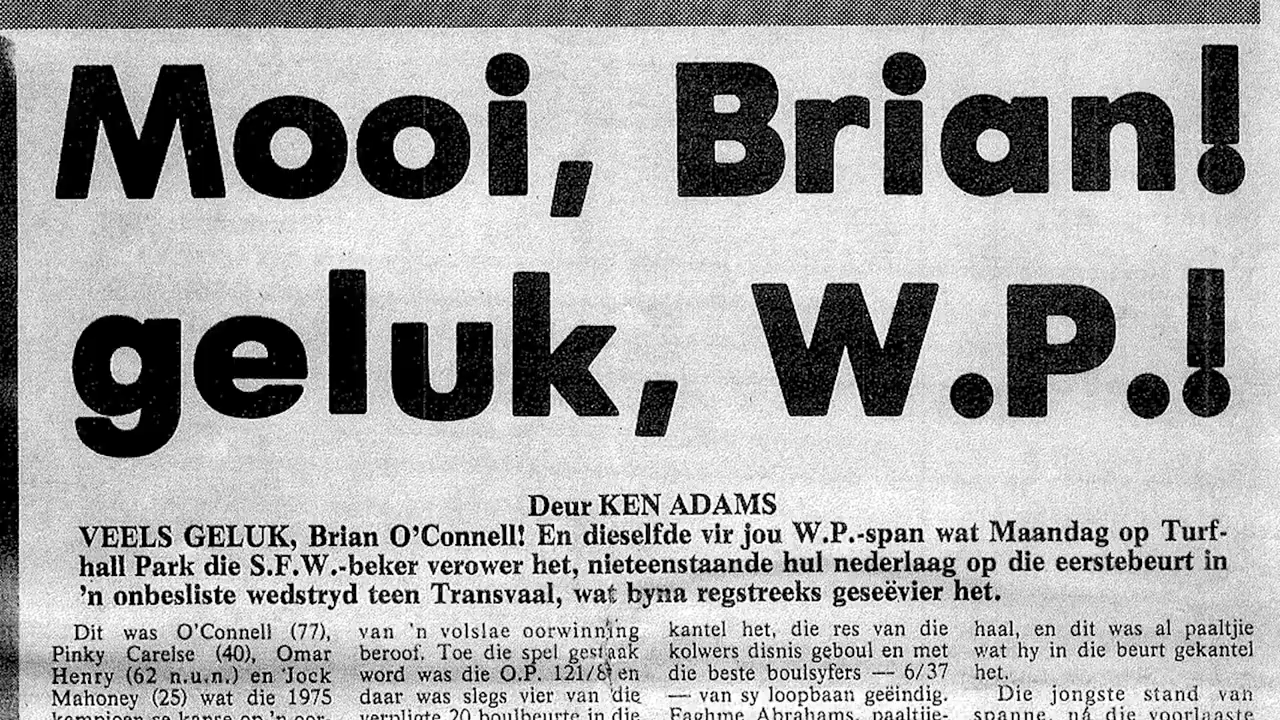 Mooi, Brian!
geluk, W.P.!
Deur KEN ADAMS
VEELS GELUK, Brian O'Connell! En dieselfde vir jou W.P.-span wat Maandag op Turf-
hall Park die S.F.W.-beker verower het, nieteenstaande hul nederlaag op die eerstebeurt in
'n onbesliste wedstryd teen Transvaal, wat byna regstreeks geseëvier het.
Dit was O'Connell (77),
Pinky Carelse (40), Omar
Henry (62 n.u.n.) en Jock
Mahoney (25) wat die 1975
van 'n volslae oorwinning
beroof. Toe die spel gestaak
word was die O.P. 121/8 en
daar was slegs vier van die
verpligte 20 boulbeurte in die
kantel het, die res van die
kolwers disnis geboul en met
die beste boulsyfers — 6/37
— van sy loopbaan geëindig.
Faghme Abrahams, paaltjie-
haal, en dit was al paaltjie
wat hy in die beurt gekantel
het.
Die jongste stand van
spanne, ná die voorlaaste